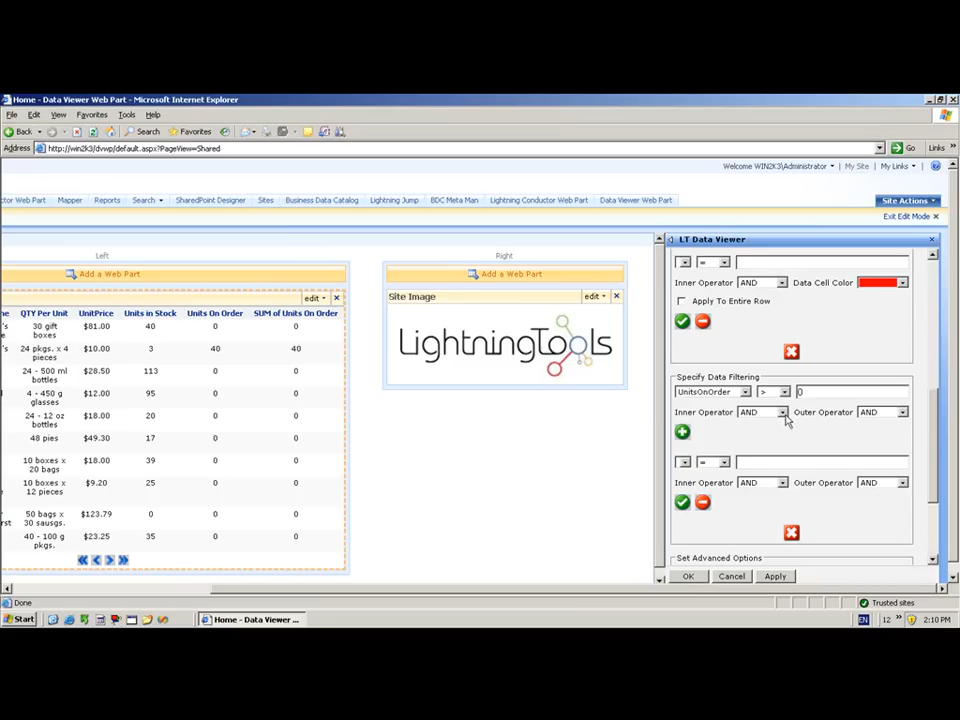 Home - Data Viewer Web Part - Microsoft Internet Explorer
File Edit View Favorites Tools Help
Back Search Favorites
Address http://win2k3/dvwp/default.aspx?PageView=Shared Go Links
Welcome WIN2K3\Administrator My Site My Links
ctor Web Part Mapper Reports Search SharePoint Designer Sites Business Data Catalog Lightning Jump BDC Meta Man Lightning Conductor Web Part Data Viewer Web Part Site Actions
Exit Edit Mode
Left Right LT Data Viewer
Add a Web Part Add a Web Part
=
edit Site Image edit
Inner Operator AND Data Cell Color
Apply To Entire Row
QTY Per Unit UnitPrice Units in Stock Units On Order SUM of Units On Order
's 30 gift boxes $81.00 40 0 0
's 24 pkgs. x 4 pieces $10.00 3 40 40
24 - 500 ml bottles $28.50 113 0 0
4 - 450 g glasses $12.00 95 0 0
24 - 12 oz bottles $18.00 20 0 0
48 pies $49.30 17 0 0
10 boxes x 20 bags $18.00 39 0 0
10 boxes x 12 pieces $9.20 25 0 0
rst 50 bags x 30 sausgs. $123.79 0 0 0
40 - 100 g pkgs. $23.25 35 0 0
LightningTools
Specify Data Filtering
UnitsOnOrder > 0
Inner Operator AND Outer Operator AND
=
Inner Operator AND Outer Operator AND
Set Advanced Options
OK Cancel Apply
Done Trusted sites
Start Home - Data Viewer ... EN 12 » 2:10 PM